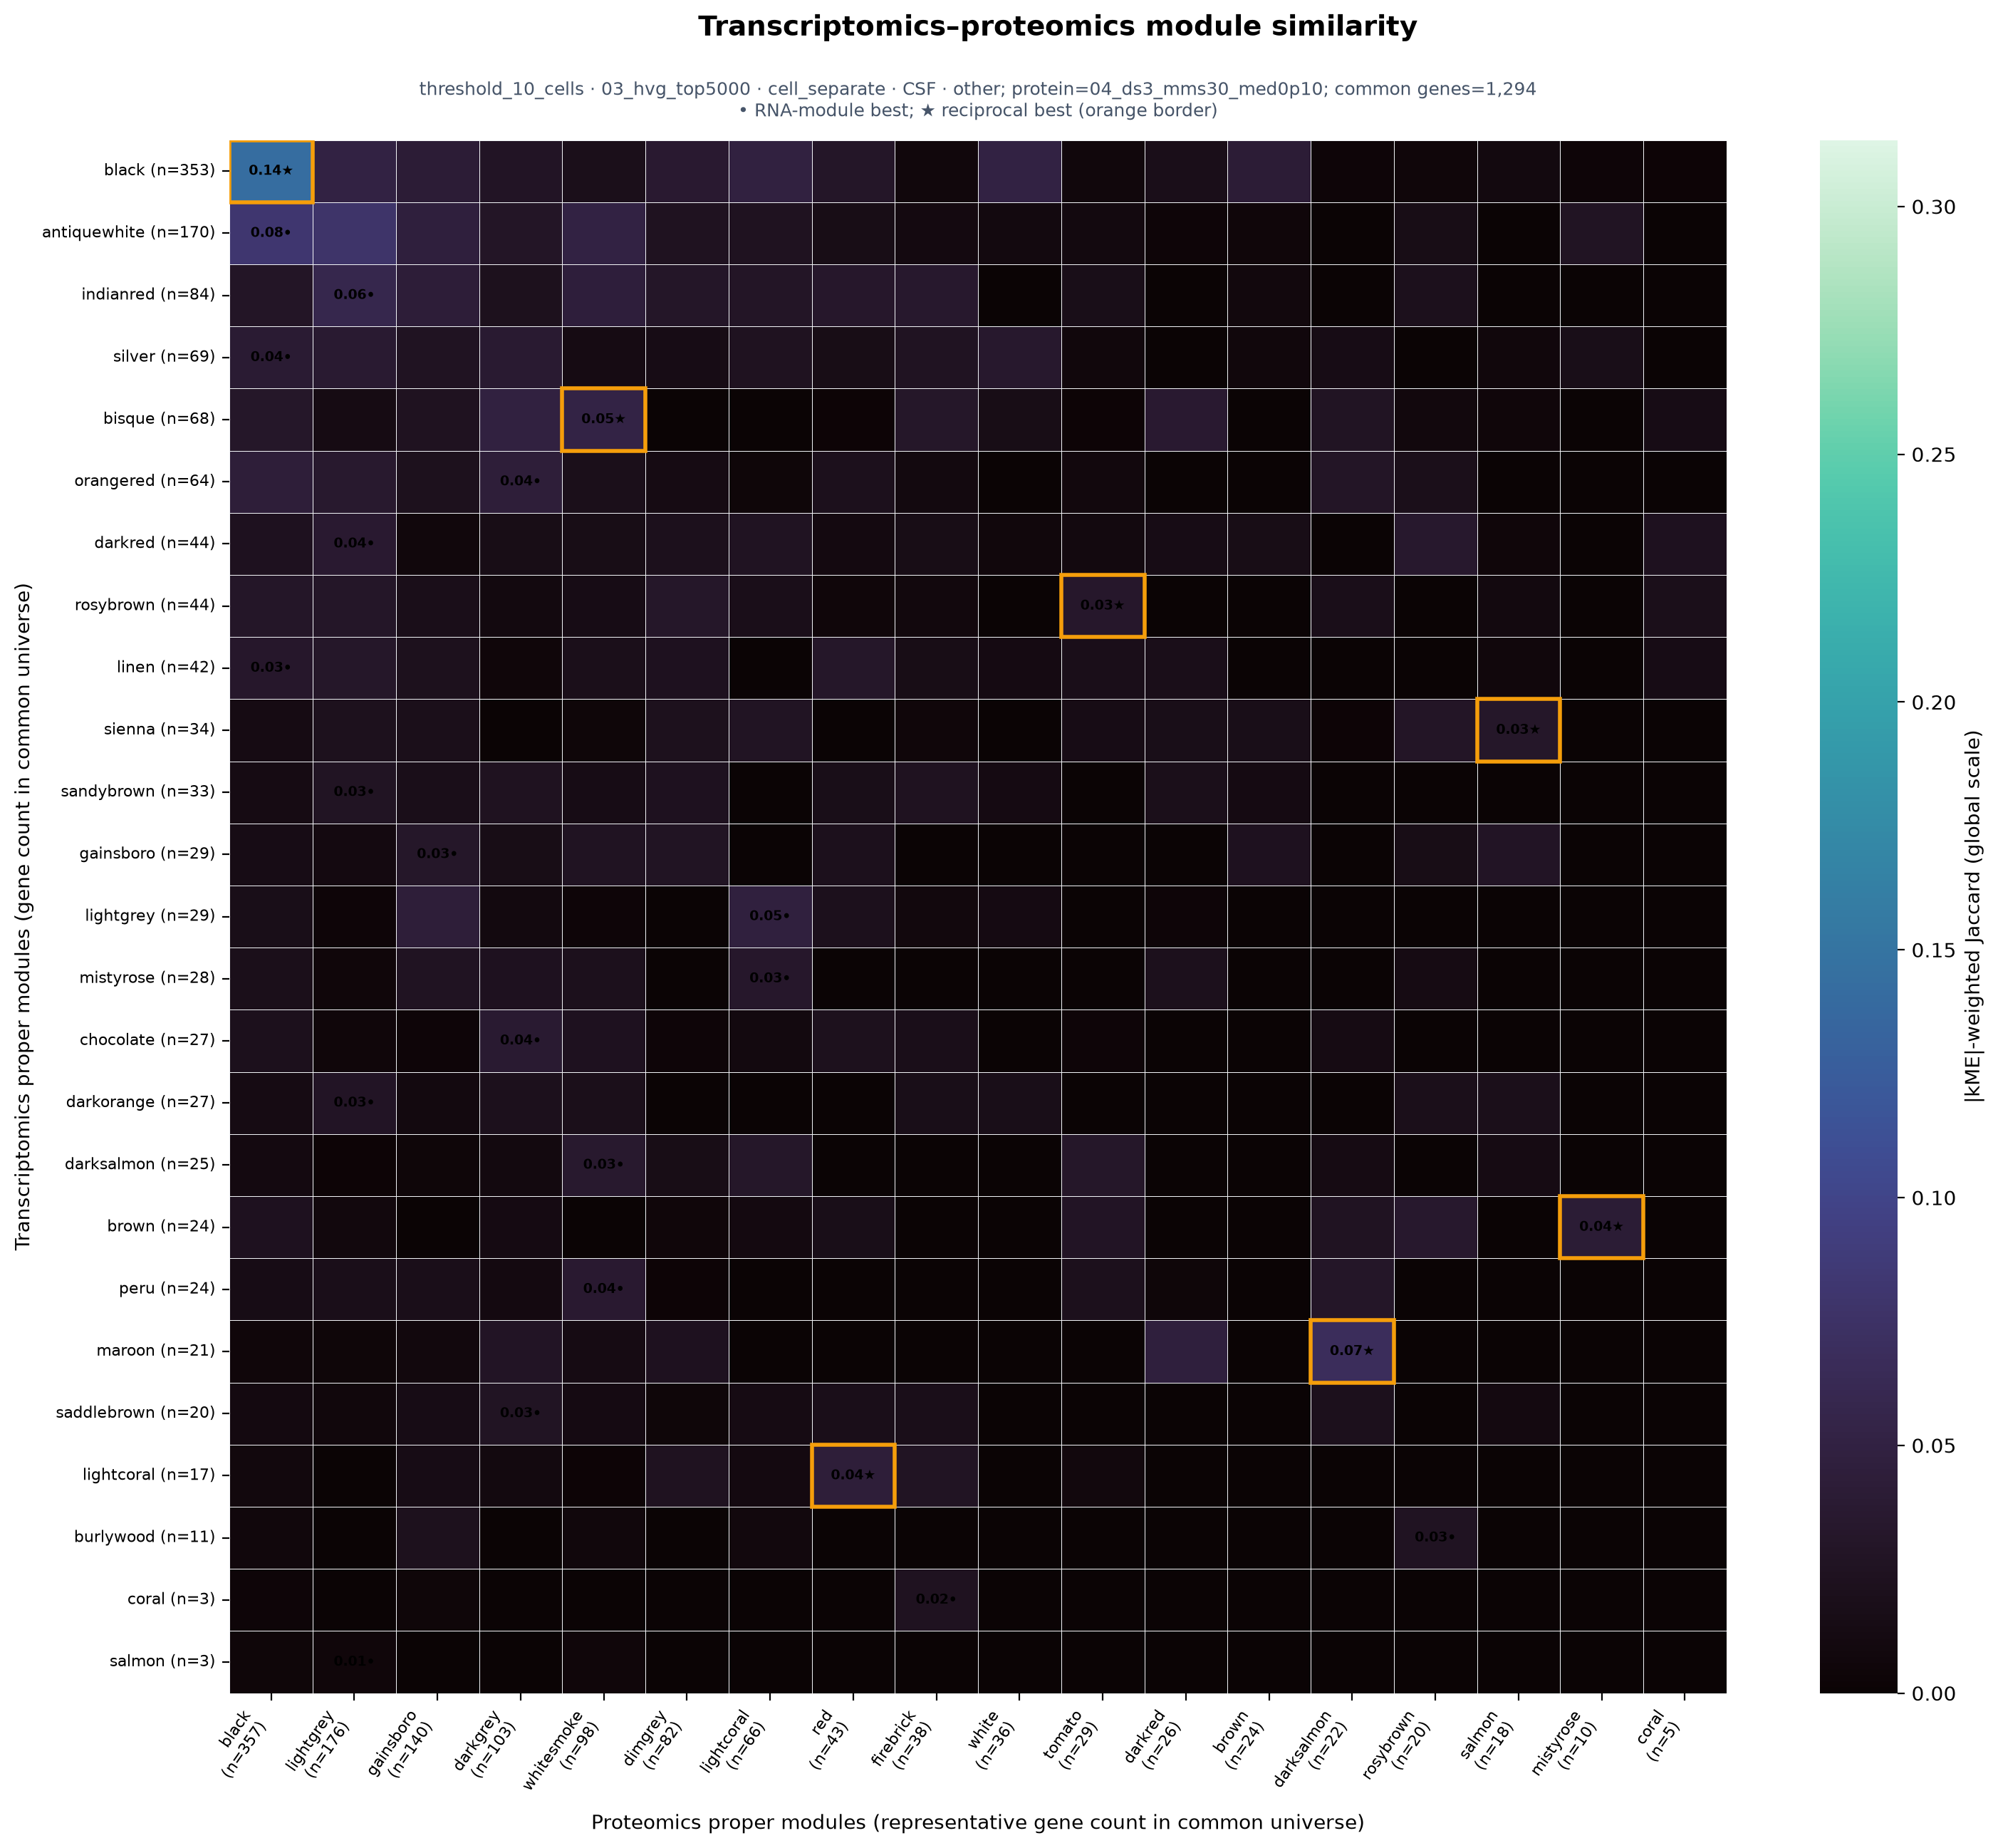 Transcriptomics–proteomics module similarity
threshold_10_cells · 03_hvg_top5000 · cell_separate · CSF · other; protein=04_ds3_mms30_med0p10; common genes=1,294
• RNA-module best; ★ reciprocal best (orange border)
Transcriptomics proper modules (gene count in common universe)
black (n=353)
0.14★
antiquewhite (n=170)
0.08•
indianred (n=84)
0.06•
silver (n=69)
0.04•
bisque (n=68)
0.05★
orangered (n=64)
0.04•
darkred (n=44)
0.04•
rosybrown (n=44)
0.03★
linen (n=42)
0.03•
sienna (n=34)
0.03★
sandybrown (n=33)
0.03•
gainsboro (n=29)
0.03•
lightgrey (n=29)
0.05•
mistyrose (n=28)
0.03•
chocolate (n=27)
0.04•
darkorange (n=27)
0.03•
darksalmon (n=25)
0.03•
brown (n=24)
0.04★
peru (n=24)
0.04•
maroon (n=21)
0.07★
saddlebrown (n=20)
0.03•
lightcoral (n=17)
0.04★
burlywood (n=11)
0.03•
coral (n=3)
0.02•
salmon (n=3)
0.01•
black
(n=357)
lightgrey
(n=176)
gainsboro
(n=140)
darkgrey
(n=103)
whitesmoke
(n=98)
dimgrey
(n=82)
lightcoral
(n=66)
red
(n=43)
firebrick
(n=38)
white
(n=36)
tomato
(n=29)
darkred
(n=26)
brown
(n=24)
darksalmon
(n=22)
rosybrown
(n=20)
salmon
(n=18)
mistyrose
(n=10)
coral
(n=5)
Proteomics proper modules (representative gene count in common universe)
0.30
0.25
0.20
0.15
0.10
0.05
0.00
|kME|-weighted Jaccard (global scale)